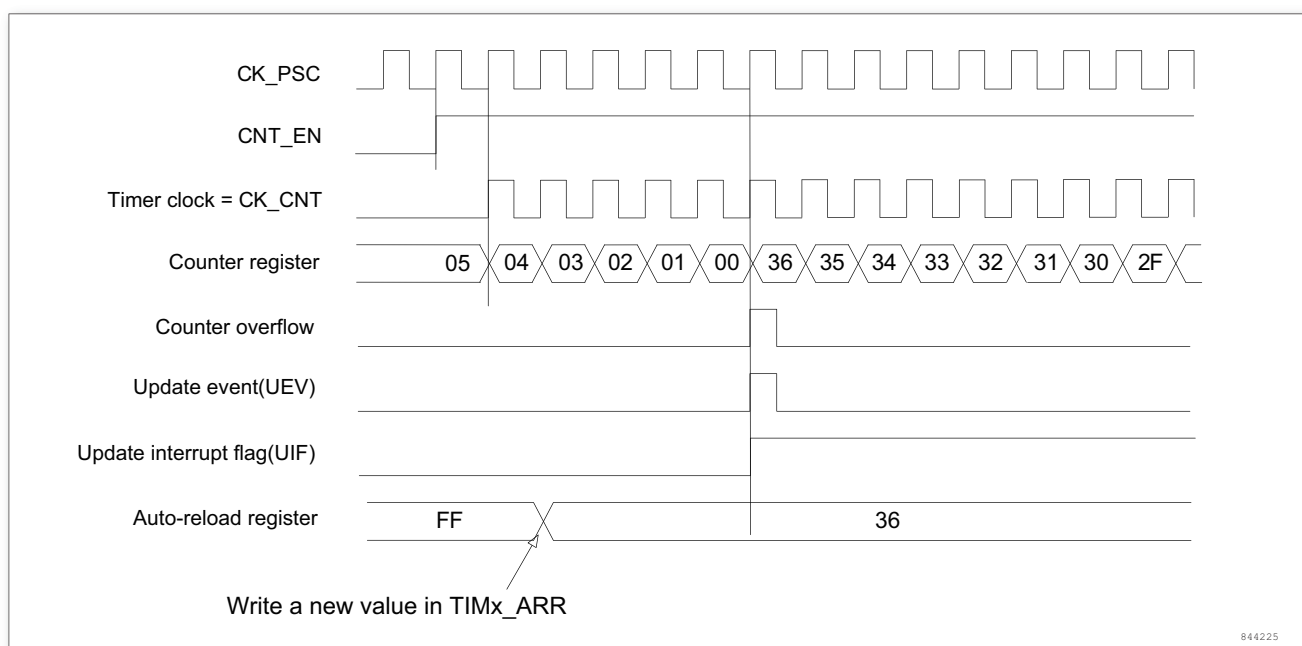 CK_PSC
CNT_EN
Timer clock = CK_CNT
Counter register
05 04 03 02 01 00 36 35 34 33 32 31 30 2F
Counter overflow
Update event(UEV)
Update interrupt flag(UIF)
Auto-reload register
FF 36
Write a new value in TIMx_ARR
844225